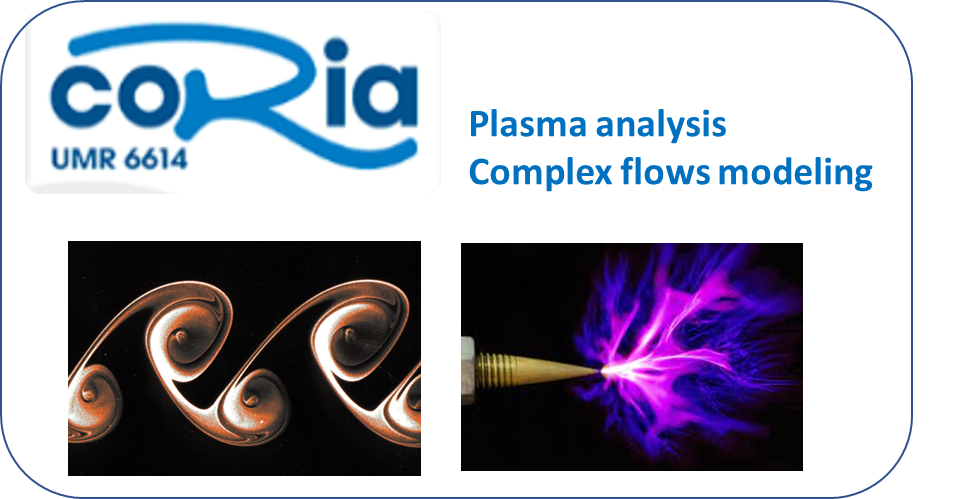 coRia
UMR 6614
Plasma analysis
Complex flows modeling